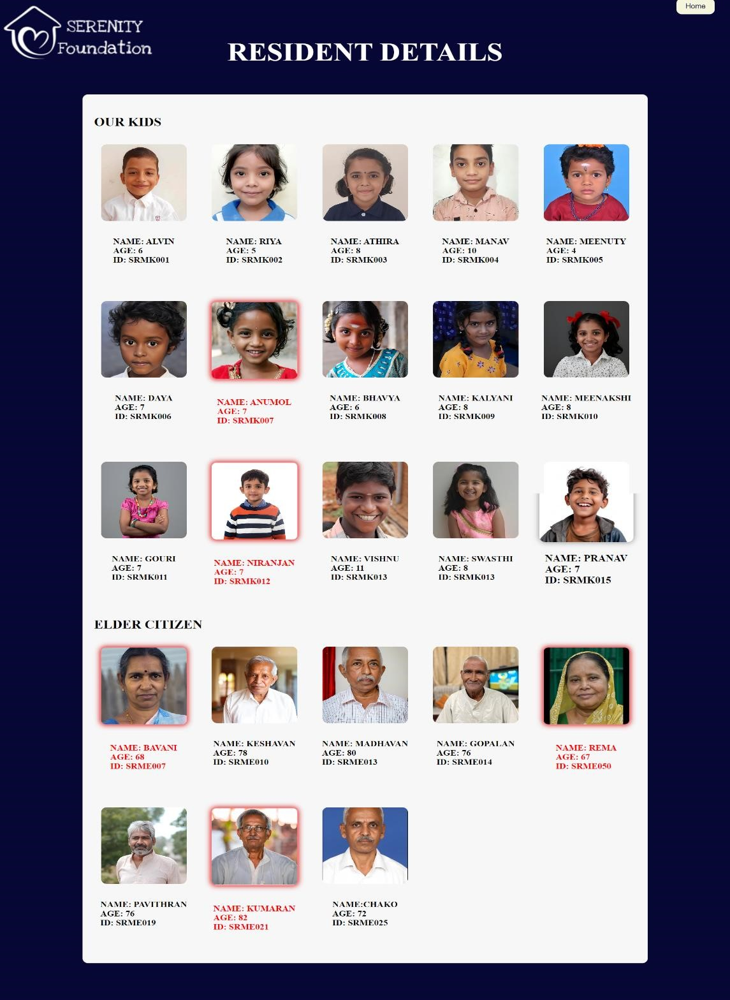 SERENITY
Foundation
Home
RESIDENT DETAILS
OUR KIDS
NAME: ALVIN
AGE: 6
ID: SRMK001
NAME: RIYA
AGE: 5
ID: SRMK002
NAME: ATHIRA
AGE: 8
ID: SRMK003
NAME: MANAV
AGE: 10
ID: SRMK004
NAME: MEENUTY
AGE: 4
ID: SRMK005
NAME: DAYA
AGE: 7
ID: SRMK006
NAME: ANUMOL
AGE: 7
ID: SRMK007
NAME: BHAVYA
AGE: 6
ID: SRMK008
NAME: KALYANI
AGE: 8
ID: SRMK009
NAME: MEENAKSHI
AGE: 8
ID: SRMK010
NAME: GOURI
AGE: 7
ID: SRMK011
NAME: NIRANJAN
AGE: 7
ID: SRMK012
NAME: VISHNU
AGE: 11
ID: SRMK013
NAME: SWASTHI
AGE: 8
ID: SRMK013
NAME: PRANAV
AGE: 7
ID: SRMK015
ELDER CITIZEN
NAME: BAVANI
AGE: 68
ID: SRME007
NAME: KESHAVAN
AGE: 78
ID: SRME010
NAME: MADHAVAN
AGE: 80
ID: SRME013
NAME: GOPALAN
AGE: 76
ID: SRME014
NAME: REMA
AGE: 67
ID: SRME050
NAME: PAVITHRAN
AGE: 76
ID: SRME019
NAME: KUMARAN
AGE: 82
ID: SRME021
NAME:CHAKO
AGE: 72
ID: SRME025